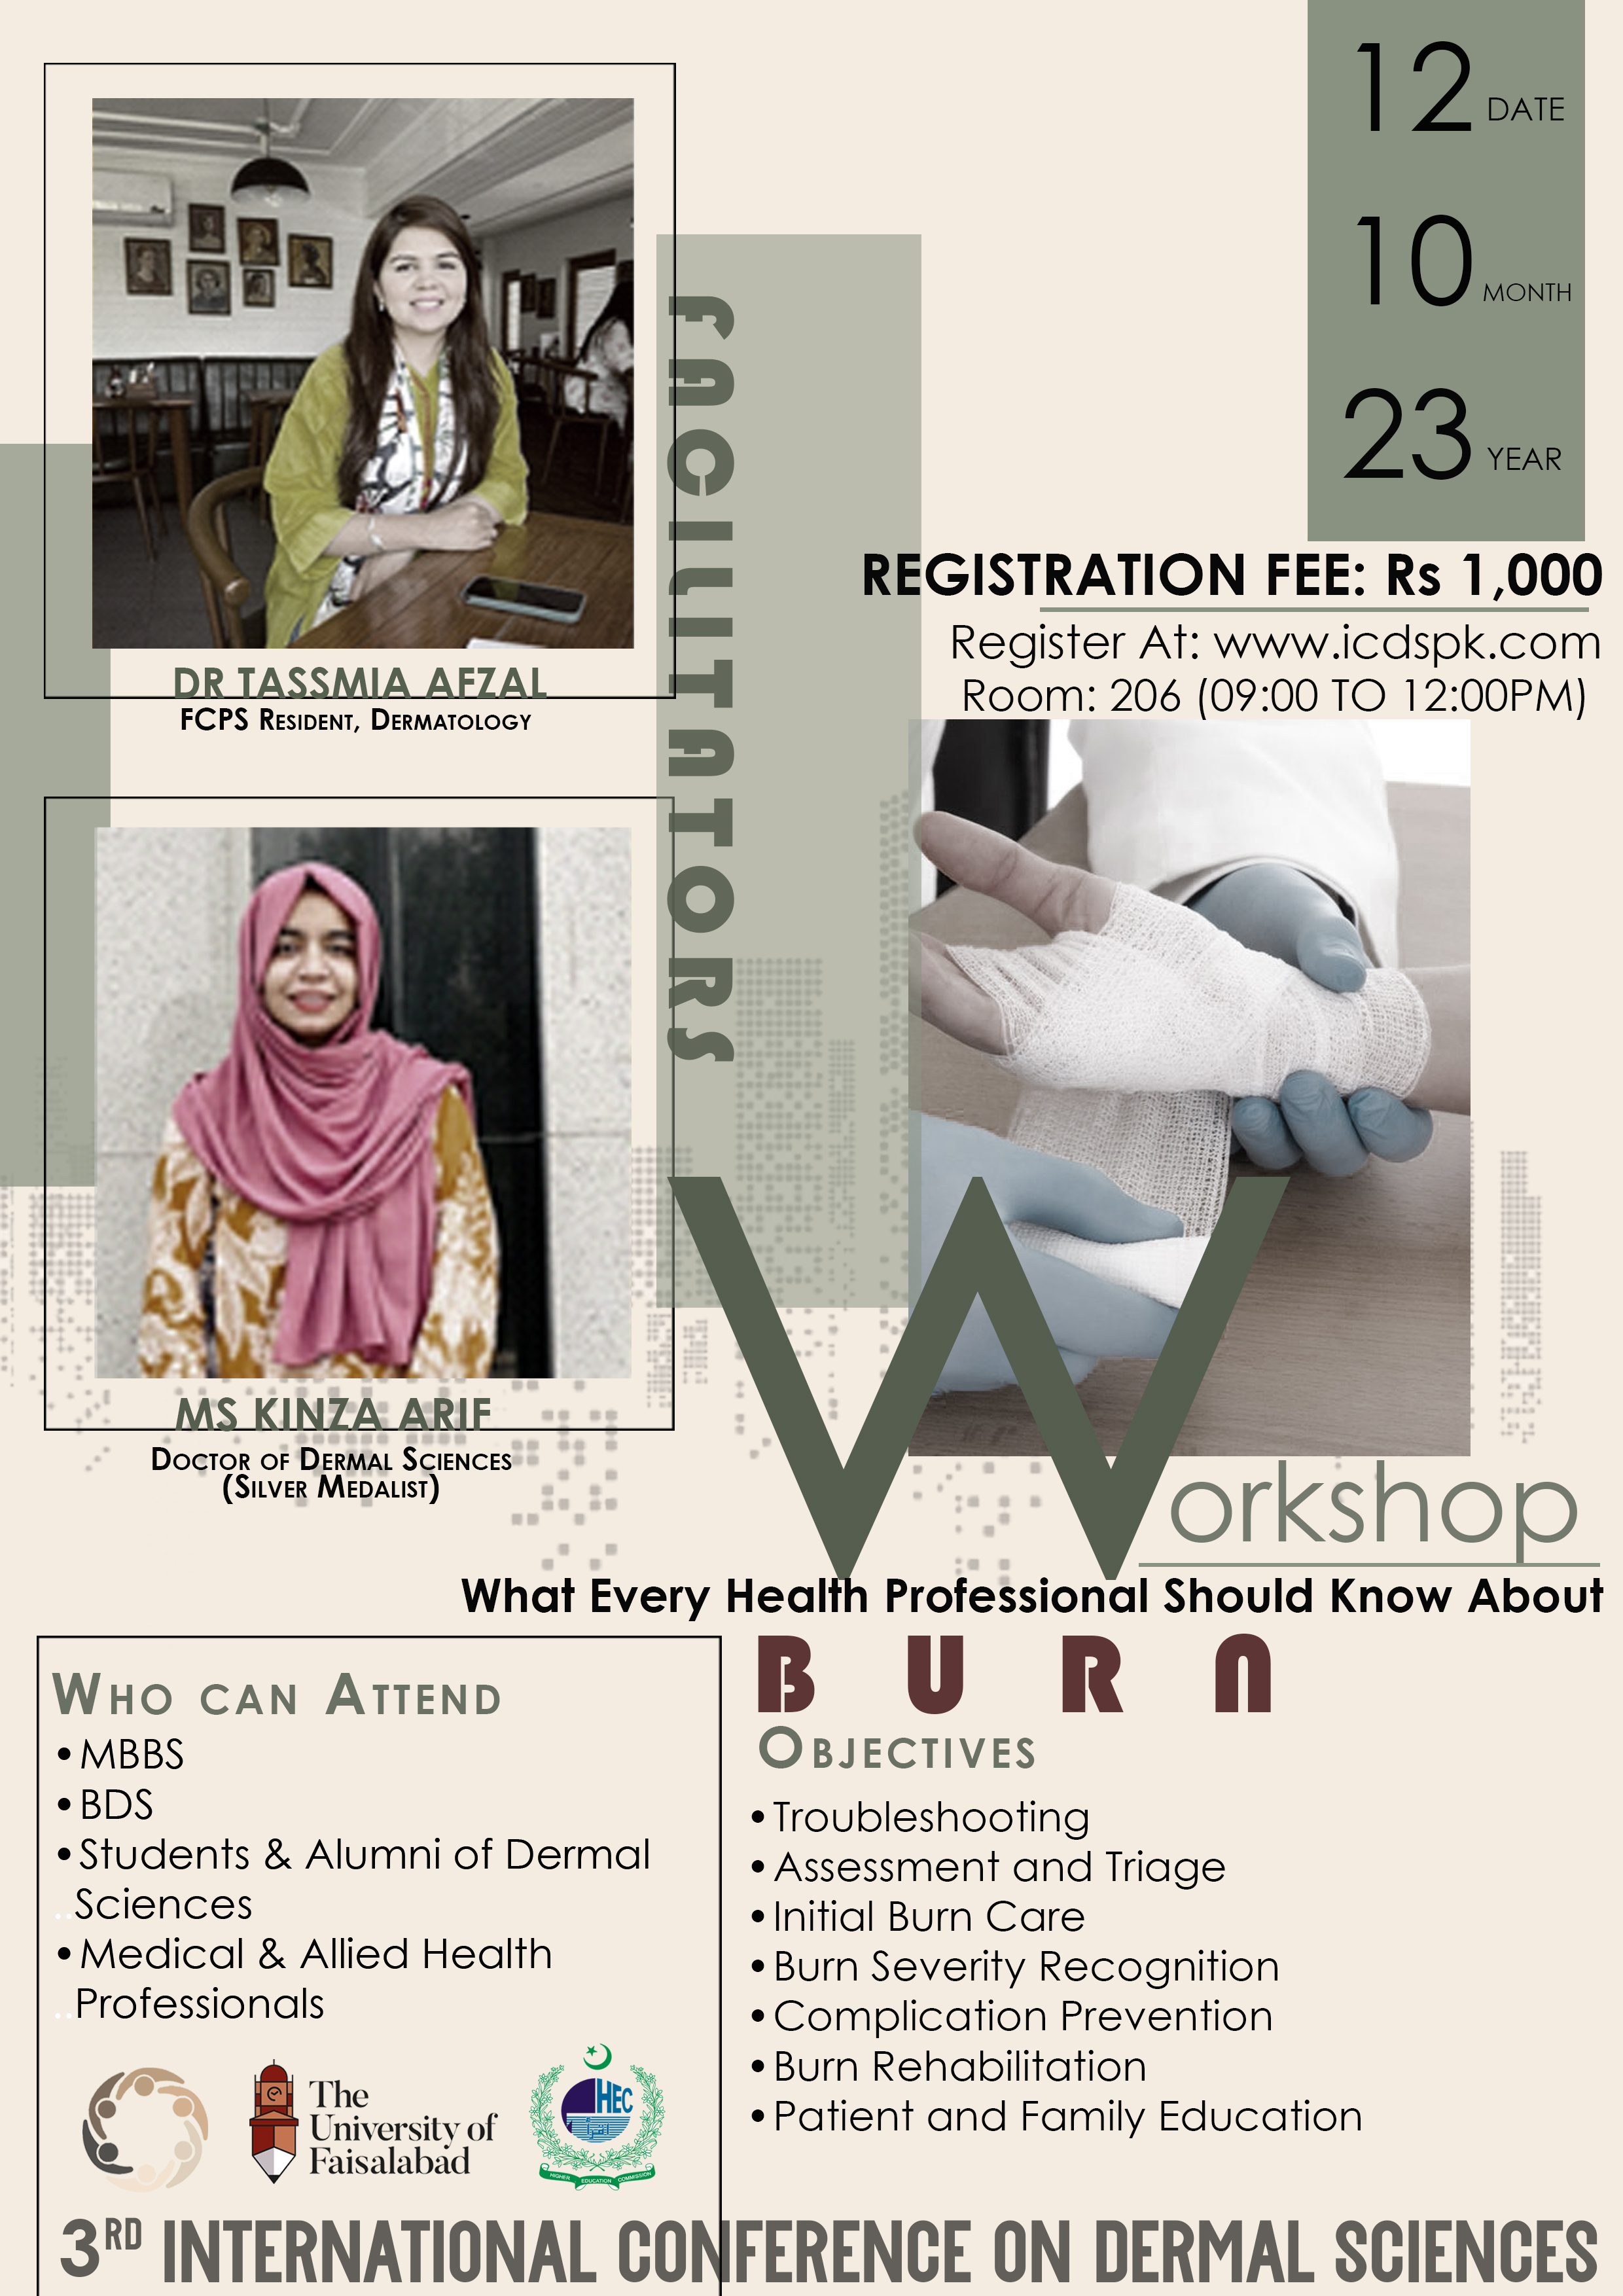 12 DATE
10 MONTH
23 YEAR
REGISTRATION FEE: Rs 1,000
Register At: www.icdspk.com
Room: 206 (09:00 TO 12:00PM)
FACILITATORS
DR TASSMIA AFZAL
FCPS Resident, Dermatology
MS KINZA ARIF
Doctor of Dermal Sciences
(Silver Medalist)
Workshop
What Every Health Professional Should Know About
BURN
Who can Attend
•MBBS
•BDS
•Students & Alumni of Dermal
..Sciences
•Medical & Allied Health
..Professionals
Objectives
•Troubleshooting
•Assessment and Triage
•Initial Burn Care
•Burn Severity Recognition
•Complication Prevention
•Burn Rehabilitation
•Patient and Family Education
The
University of
Faisalabad
HEC
اقرأ
HIGHER EDUCATION COMMISSION
3RD INTERNATIONAL CONFERENCE ON DERMAL SCIENCES